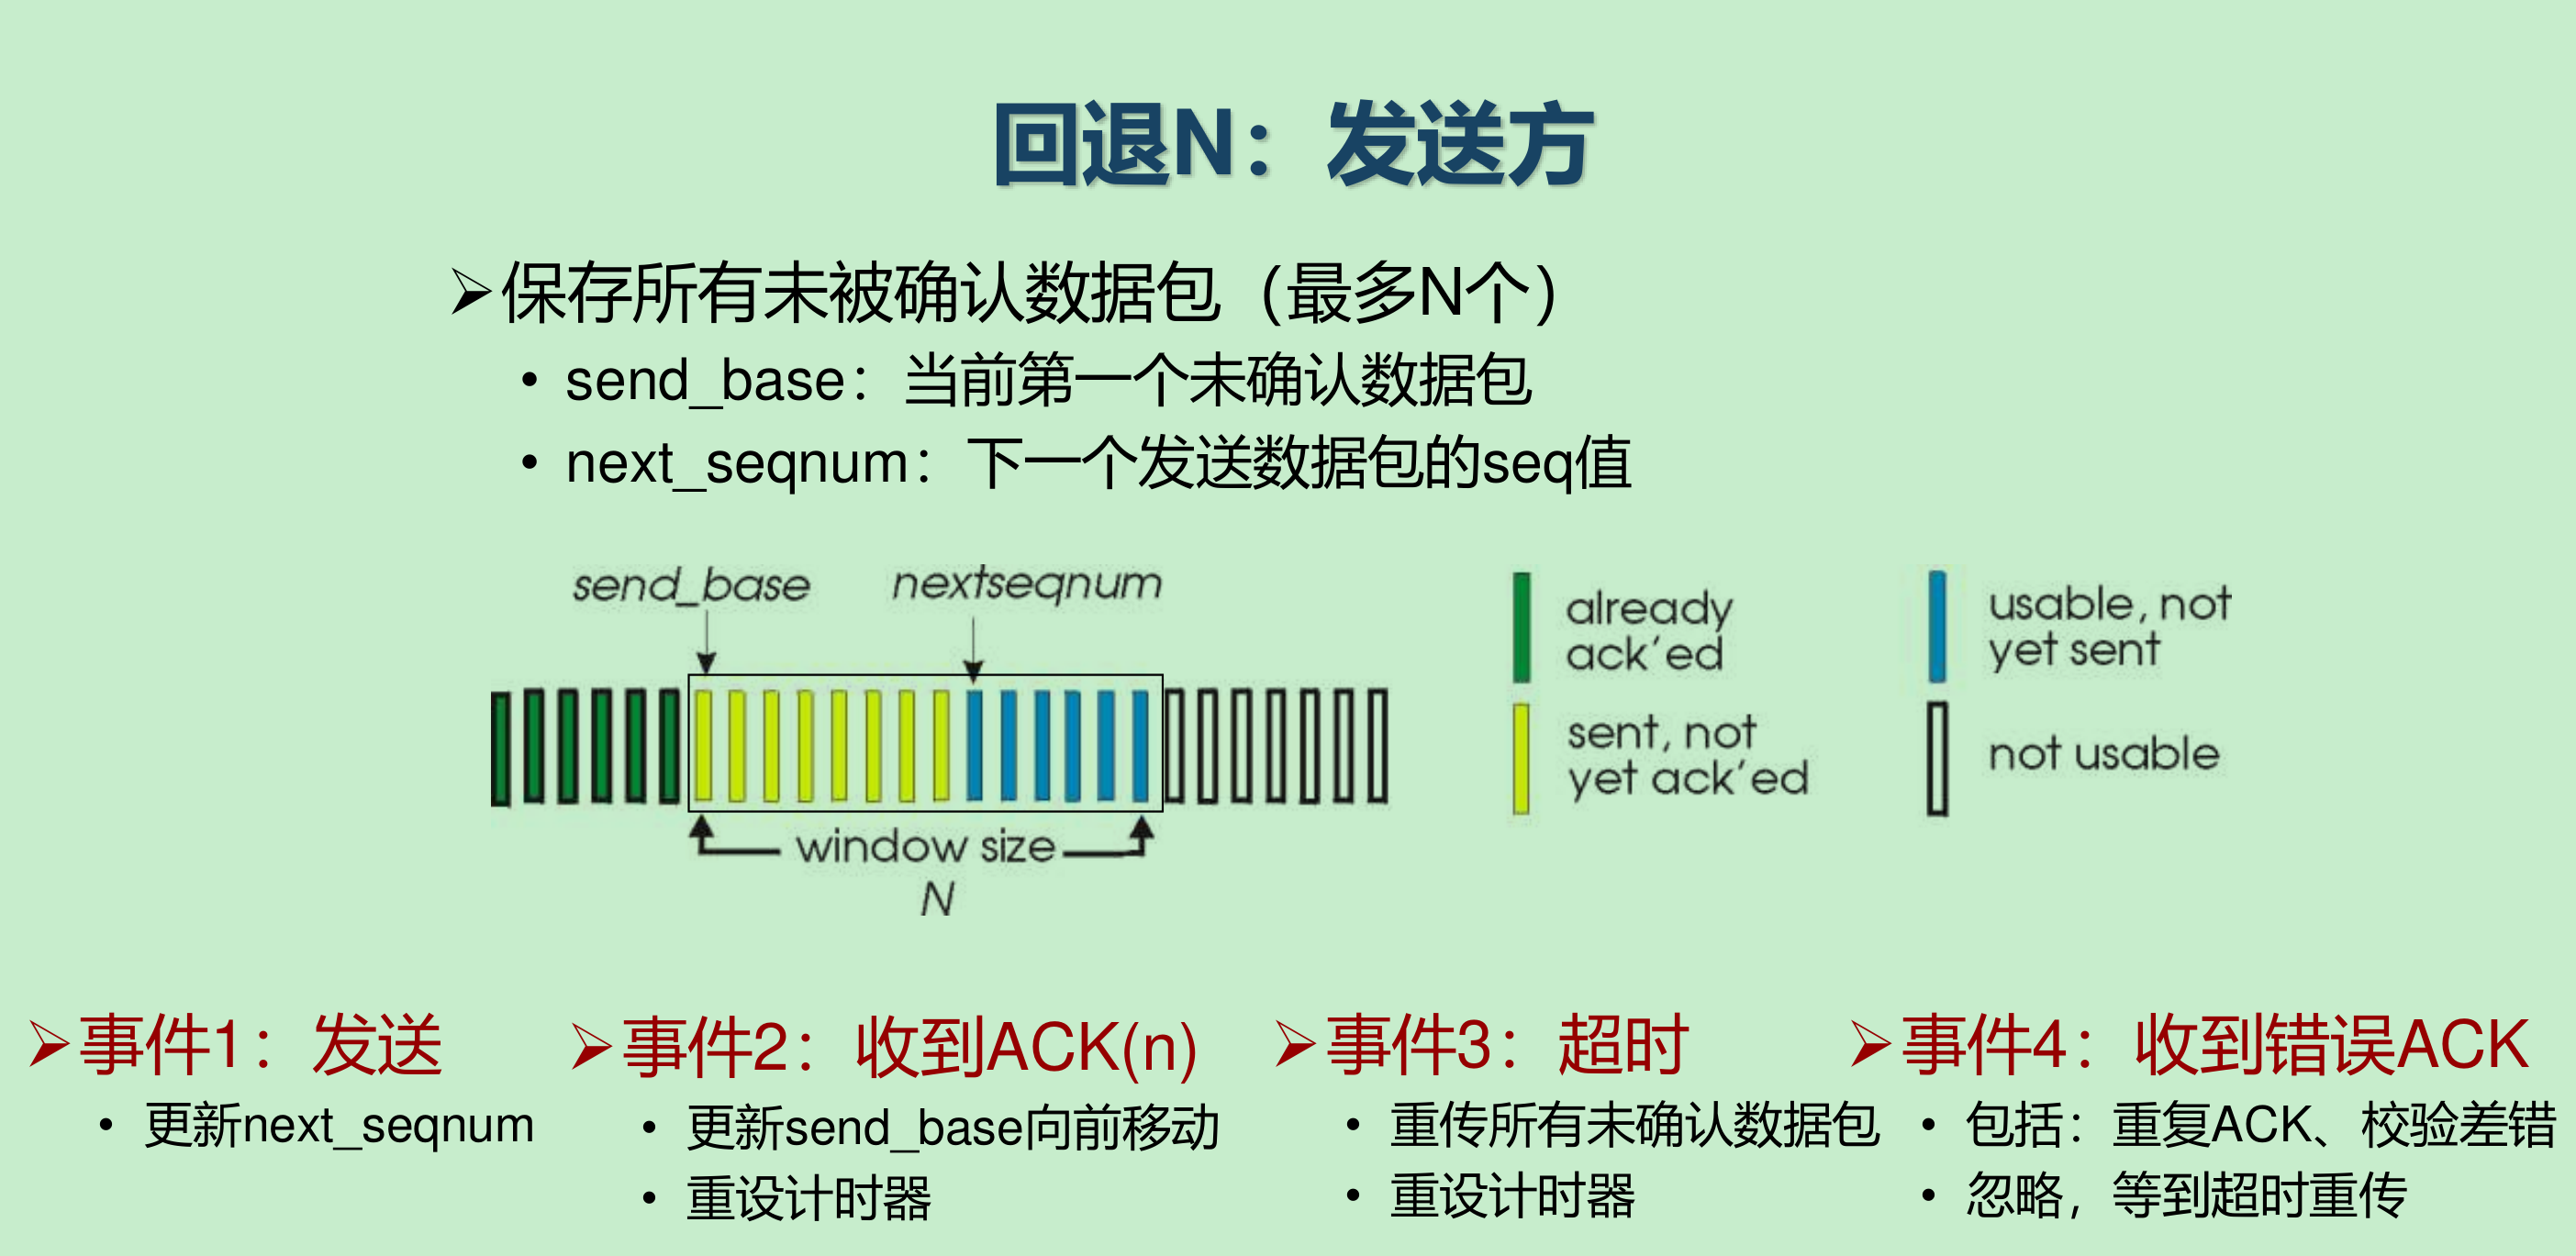 回退N：发送方
➢保存所有未被确认数据包（最多N个）
• send_base：当前第一个未确认数据包
• next_seqnum：下一个发送数据包的seq值
send_base
nextseqnum
window size
N
already
ack'ed
sent, not
yet ack'ed
usable, not
yet sent
not usable
➢事件1：发送
• 更新next_seqnum
➢事件2：收到ACK(n)
• 更新send_base向前移动
• 重设计时器
➢事件3：超时
• 重传所有未确认数据包
• 重设计时器
➢事件4：收到错误ACK
• 包括：重复ACK、校验差错
• 忽略，等到超时重传